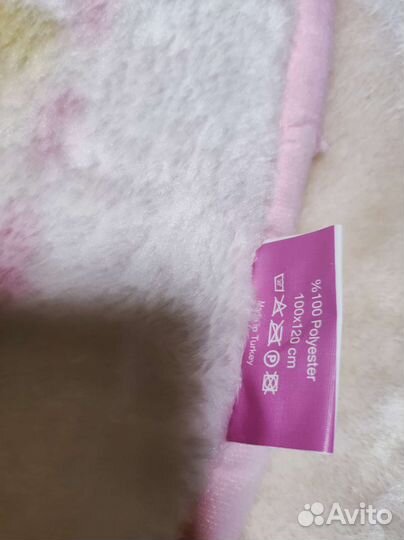 %100 Polyester
100x120 cm
Made in Turkey
Avito